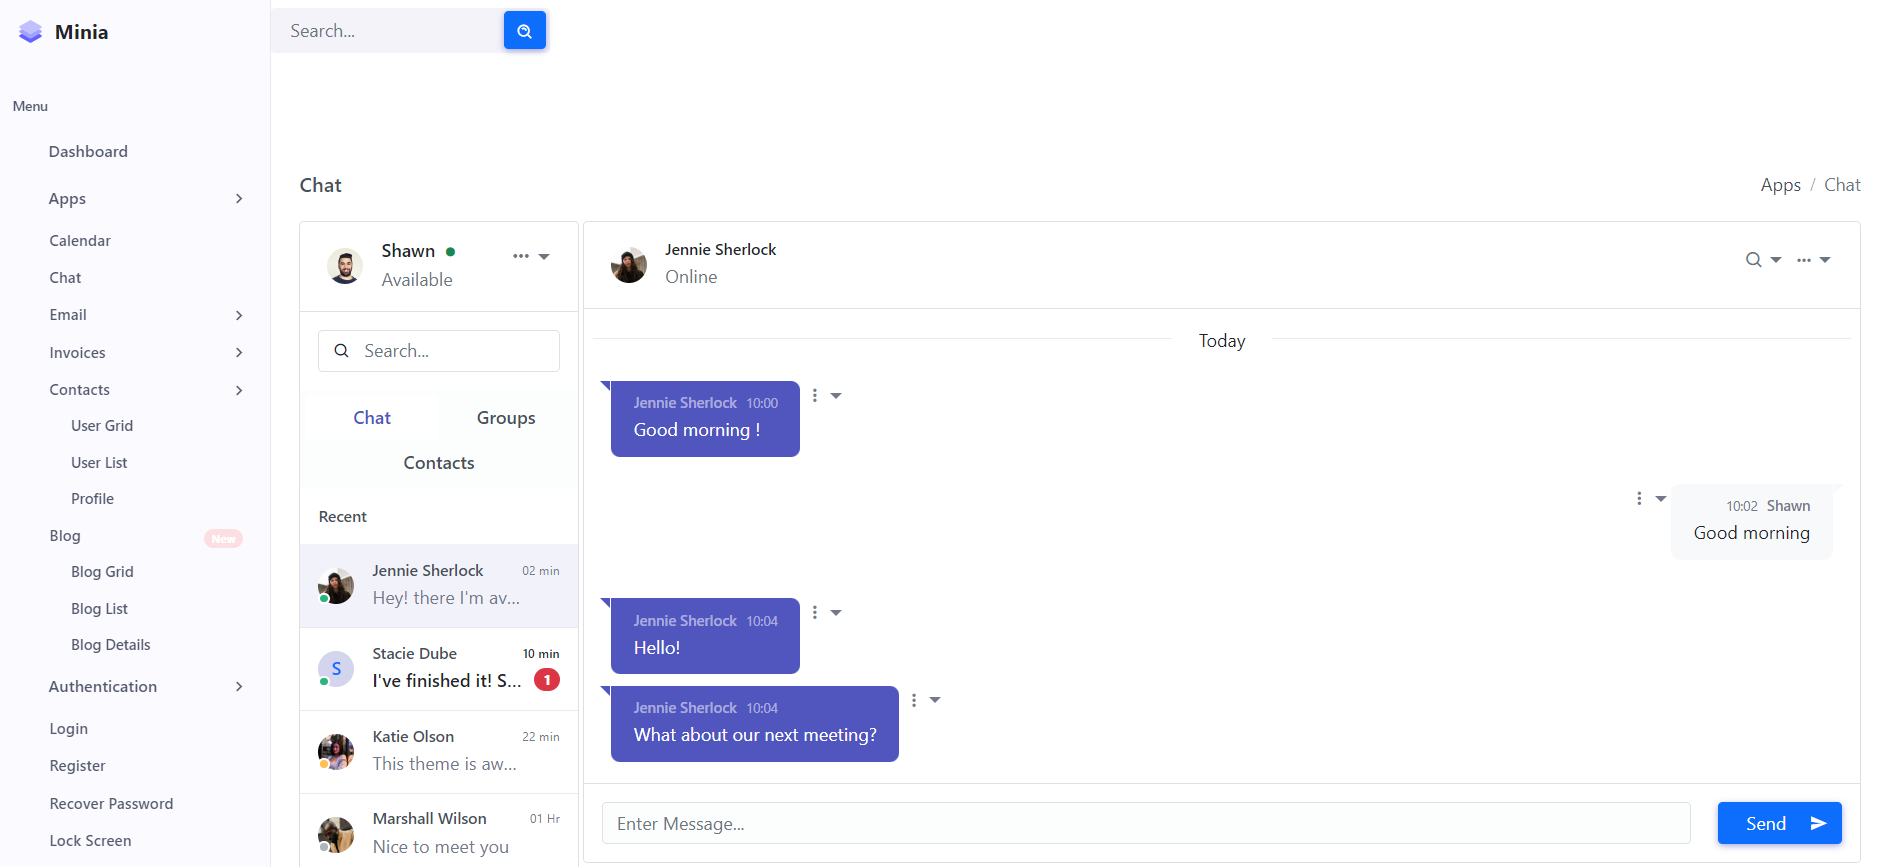 Minia
Search...
Menu
Dashboard
Apps
Calendar
Chat
Email
Invoices
Contacts
User Grid
User List
Profile
Blog
New
Blog Grid
Blog List
Blog Details
Authentication
Login
Register
Recover Password
Lock Screen
Chat
Apps / Chat
Shawn
Available
Search...
Chat
Groups
Contacts
Recent
Jennie Sherlock 02 min
Hey! there I'm av...
S
Stacie Dube 10 min
I've finished it! S... 1
Katie Olson 22 min
This theme is aw...
Marshall Wilson 01 Hr
Nice to meet you
Jennie Sherlock
Online
Today
Jennie Sherlock 10:00
Good morning !
10:02 Shawn
Good morning
Jennie Sherlock 10:04
Hello!
Jennie Sherlock 10:04
What about our next meeting?
Enter Message...
Send